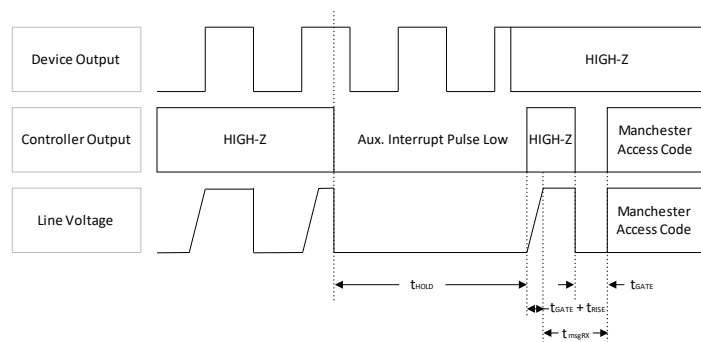 Device Output
HIGH-Z
Controller Output
HIGH-Z
Aux. Interrupt Pulse Low
HIGH-Z
Manchester
Access Code
Line Voltage
Manchester
Access Code
tHOLD
tGATE
tGATE + tRISE
tmsgRX